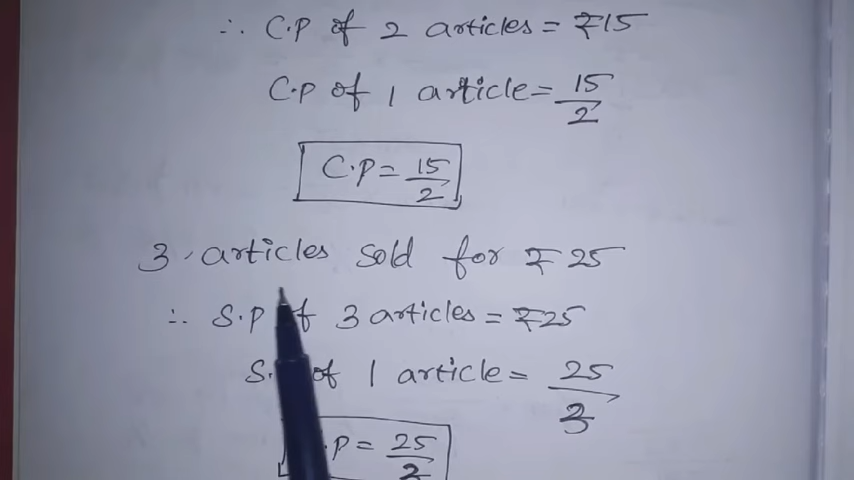 ∴ C.P of 2 articles = ₹15
C.P of 1 article = 15/2
C.P = 15/2
3 articles sold for ₹ 25
∴ S.P of 3 articles = ₹25
S. of 1 article = 25/3
.P = 25/3